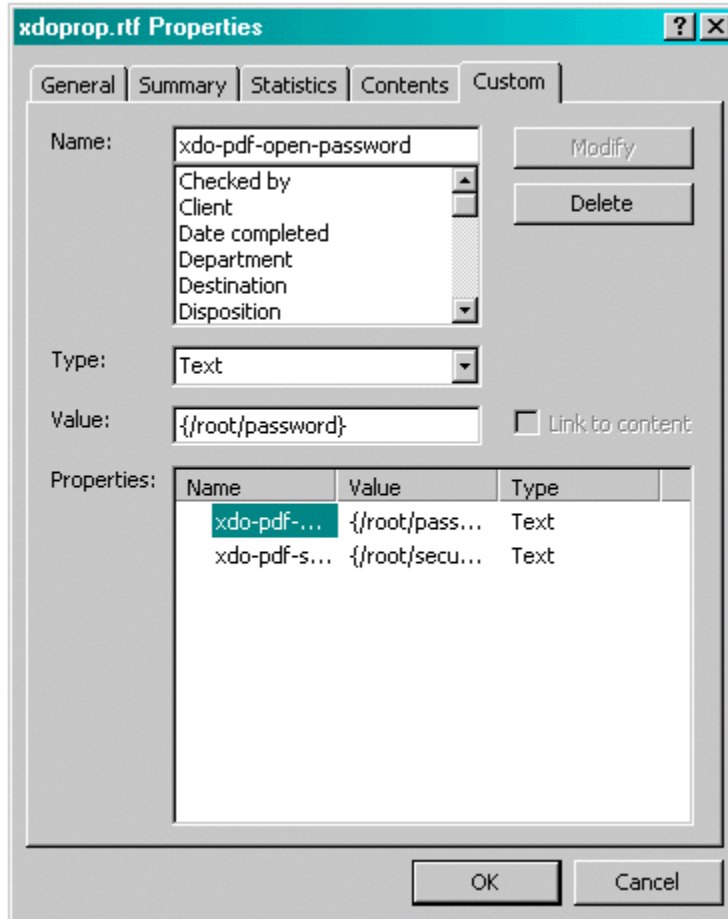 xdoprop.rtf Properties
General Summary Statistics Contents Custom
Name: xdo-pdf-open-password Modify
Checked by
Client
Date completed
Department
Destination
Disposition
Delete
Type: Text
Value: {/root/password} Link to content
Properties: Name Value Type
xdo-pdf-... {/root/pass... Text
xdo-pdf-s... {/root/secu... Text
OK Cancel